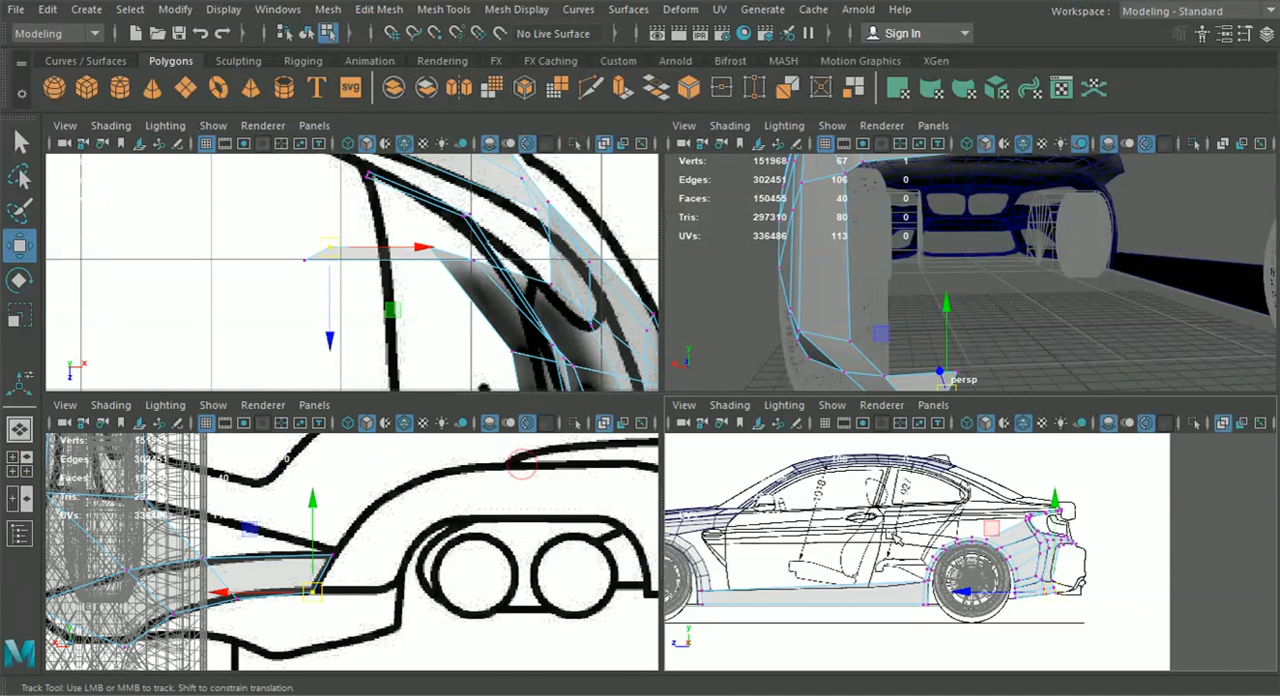 File Edit Create Select Modify Display Windows Mesh Edit Mesh Mesh Tools Mesh Display Curves Surfaces Deform UV Generate Cache Arnold Help Workspace : Modeling - Standard
Modeling No Live Surface Sign In
Curves / Surfaces Polygons Sculpting Rigging Animation Rendering FX FX Caching Custom Arnold Bifrost MASH Motion Graphics XGen
T SVG
View Shading Lighting Show Renderer Panels
View Shading Lighting Show Renderer Panels
Verts: 151968 67 1
Edges: 302451 106 0
Faces: 150455 40 0
Tris: 297310 80 0
UVs: 336486 113 0
persp
View Shading Lighting Show Renderer Panels
View Shading Lighting Show Renderer Panels
Verts: 
Edges: 
Faces: 
Tris: 
UVs: 
Track Tool: Use LMB or MMB to track. Shift to constrain translation.